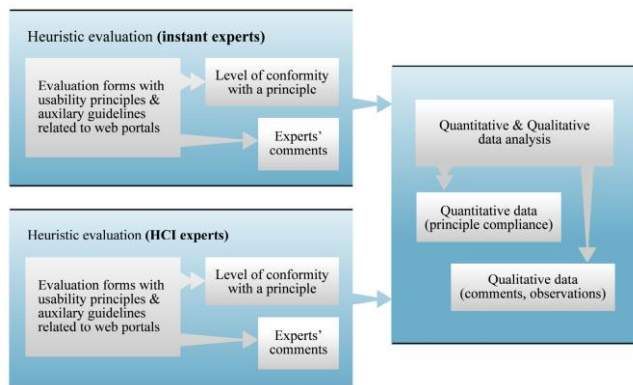 Heuristic evaluation (instant experts)
Evaluation forms with
usability principles &
auxilary guidelines
related to web portals
Level of conformity
with a principle
Experts'
comments
Heuristic evaluation (HCI experts)
Evaluation forms with
usability principles &
auxilary guidelines
related to web portals
Level of conformity
with a principle
Experts'
comments
Quantitative & Qualitative
data analysis
Quantitative data
(principle compliance)
Qualitative data
(comments, observations)